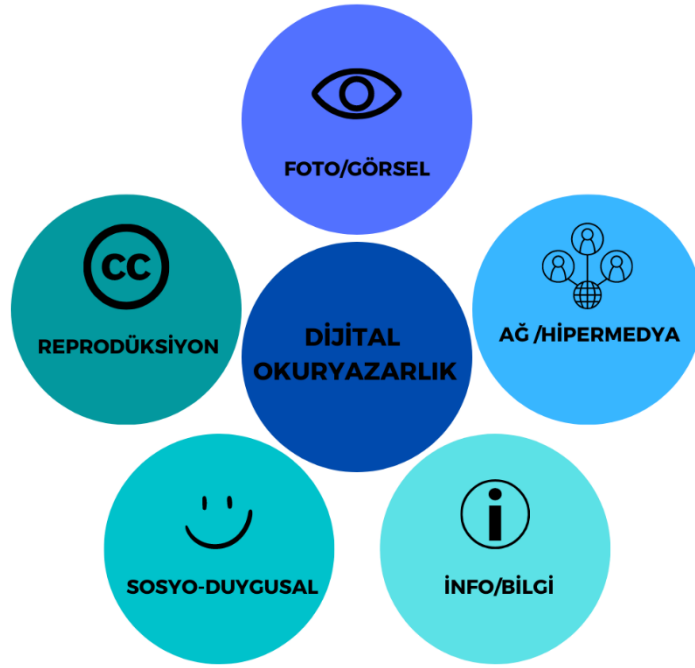 FOTO/GÖRSEL
CC
REPRODÜKSİYON
AĞ /HİPERMEDYA
DİJİTAL
OKURYAZARLIK
SOSYO-DUYGUSAL
i
İNFO/BİLGİ